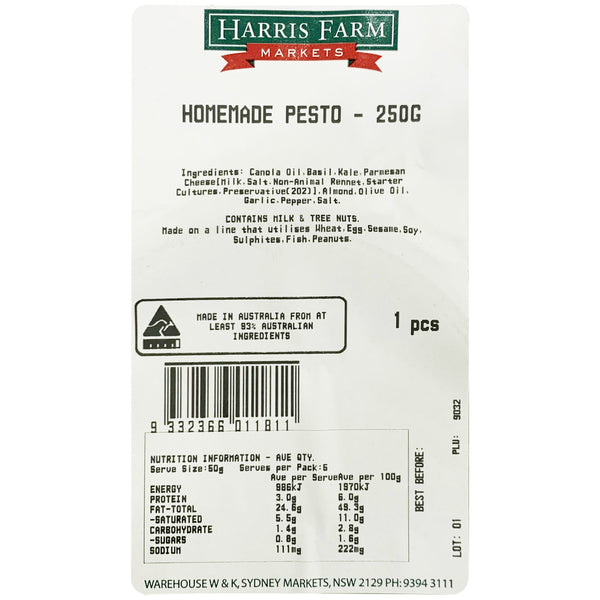 HARRIS FARM
MARKETS
HOMEMADE PESTO - 250G
Ingredients: Canola Oil,Basil,Kale,Parmesan
Cheese[Milk,Salt,Non-Animal Rennet,Starter
Cultures,Preservative(202)],Almond,Olive Oil,
Garlic,Pepper,Salt.
CONTAINS MILK & TREE NUTS.
Made on a line that utilises Wheat,Egg,Sesame,Soy,
Sulphites,Fish,Peanuts.
MADE IN AUSTRALIA FROM AT
LEAST 93% AUSTRALIAN
INGREDIENTS
1 pcs
9 332366 011811
NUTRITION INFORMATION - AVE QTY.
Serve Size:50g Serves per Pack:5
Ave per Serve Ave per 100g
ENERGY 986kJ 1970kJ
PROTEIN 3.0g 6.0g
FAT-TOTAL 24.6g 49.3g
-SATURATED 5.5g 11.0g
CARBOHYDRATE 1.4g 2.8g
-SUGARS 0.8g 1.6g
SODIUM 111mg 222mg
BEST BEFORE:
PLU: 9032
LOT: 01
WAREHOUSE W & K, SYDNEY MARKETS, NSW 2129 PH: 9394 3111